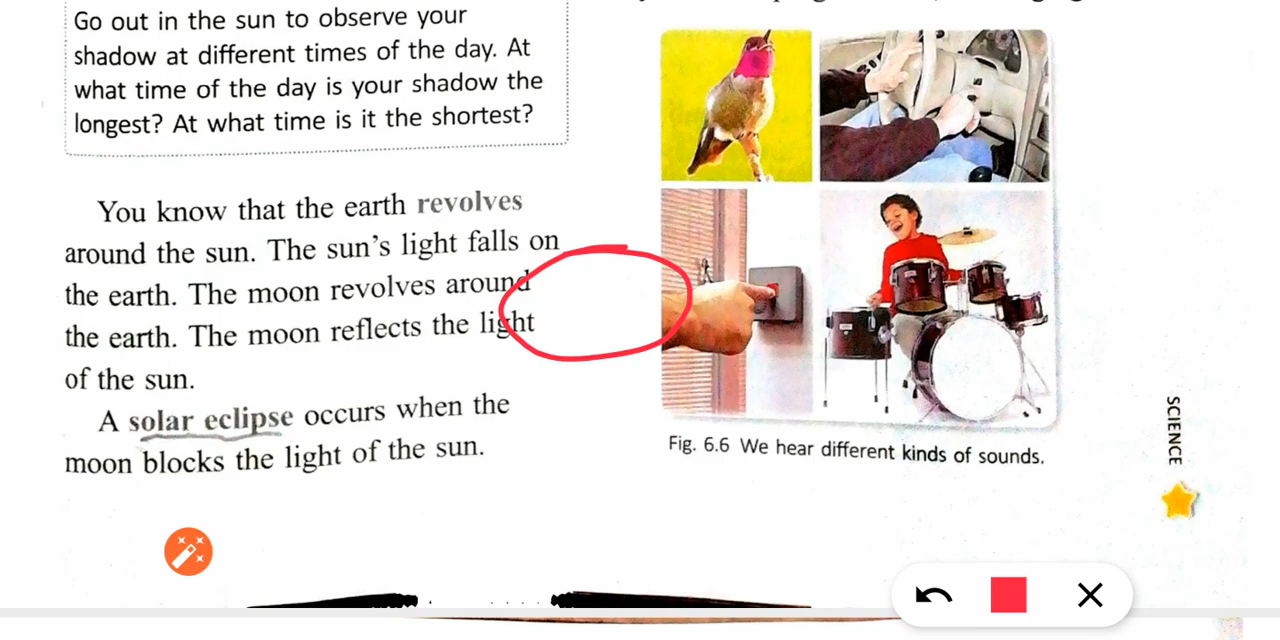 Go out in the sun to observe your
shadow at different times of the day. At
what time of the day is your shadow the
longest? At what time is it the shortest?
You know that the earth revolves
around the sun. The sun's light falls on
the earth. The moon revolves around
the earth. The moon reflects the light
of the sun.
A solar eclipse occurs when the
moon blocks the light of the sun.
Fig. 6.6 We hear different kinds of sounds.
SCIENCE